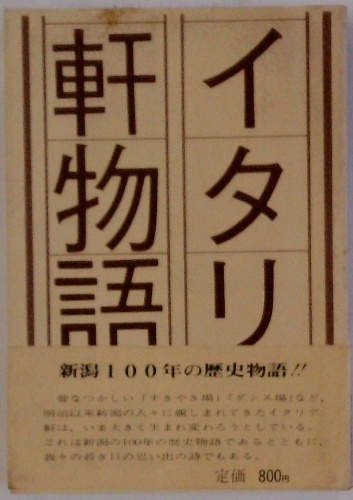 イタリ
軒物語
新潟１００年の歴史物語!!
昔なつかしい「すきやき場」「ダンス場」など、
明治以来新潟の人々に親しまれてきたイタリア
軒は、いま大きく生まれ変わろうとしている。
これは新潟の100年の歴史物語であるとともに、
我々の若き日の思い出の詩でもある。
定価 800円